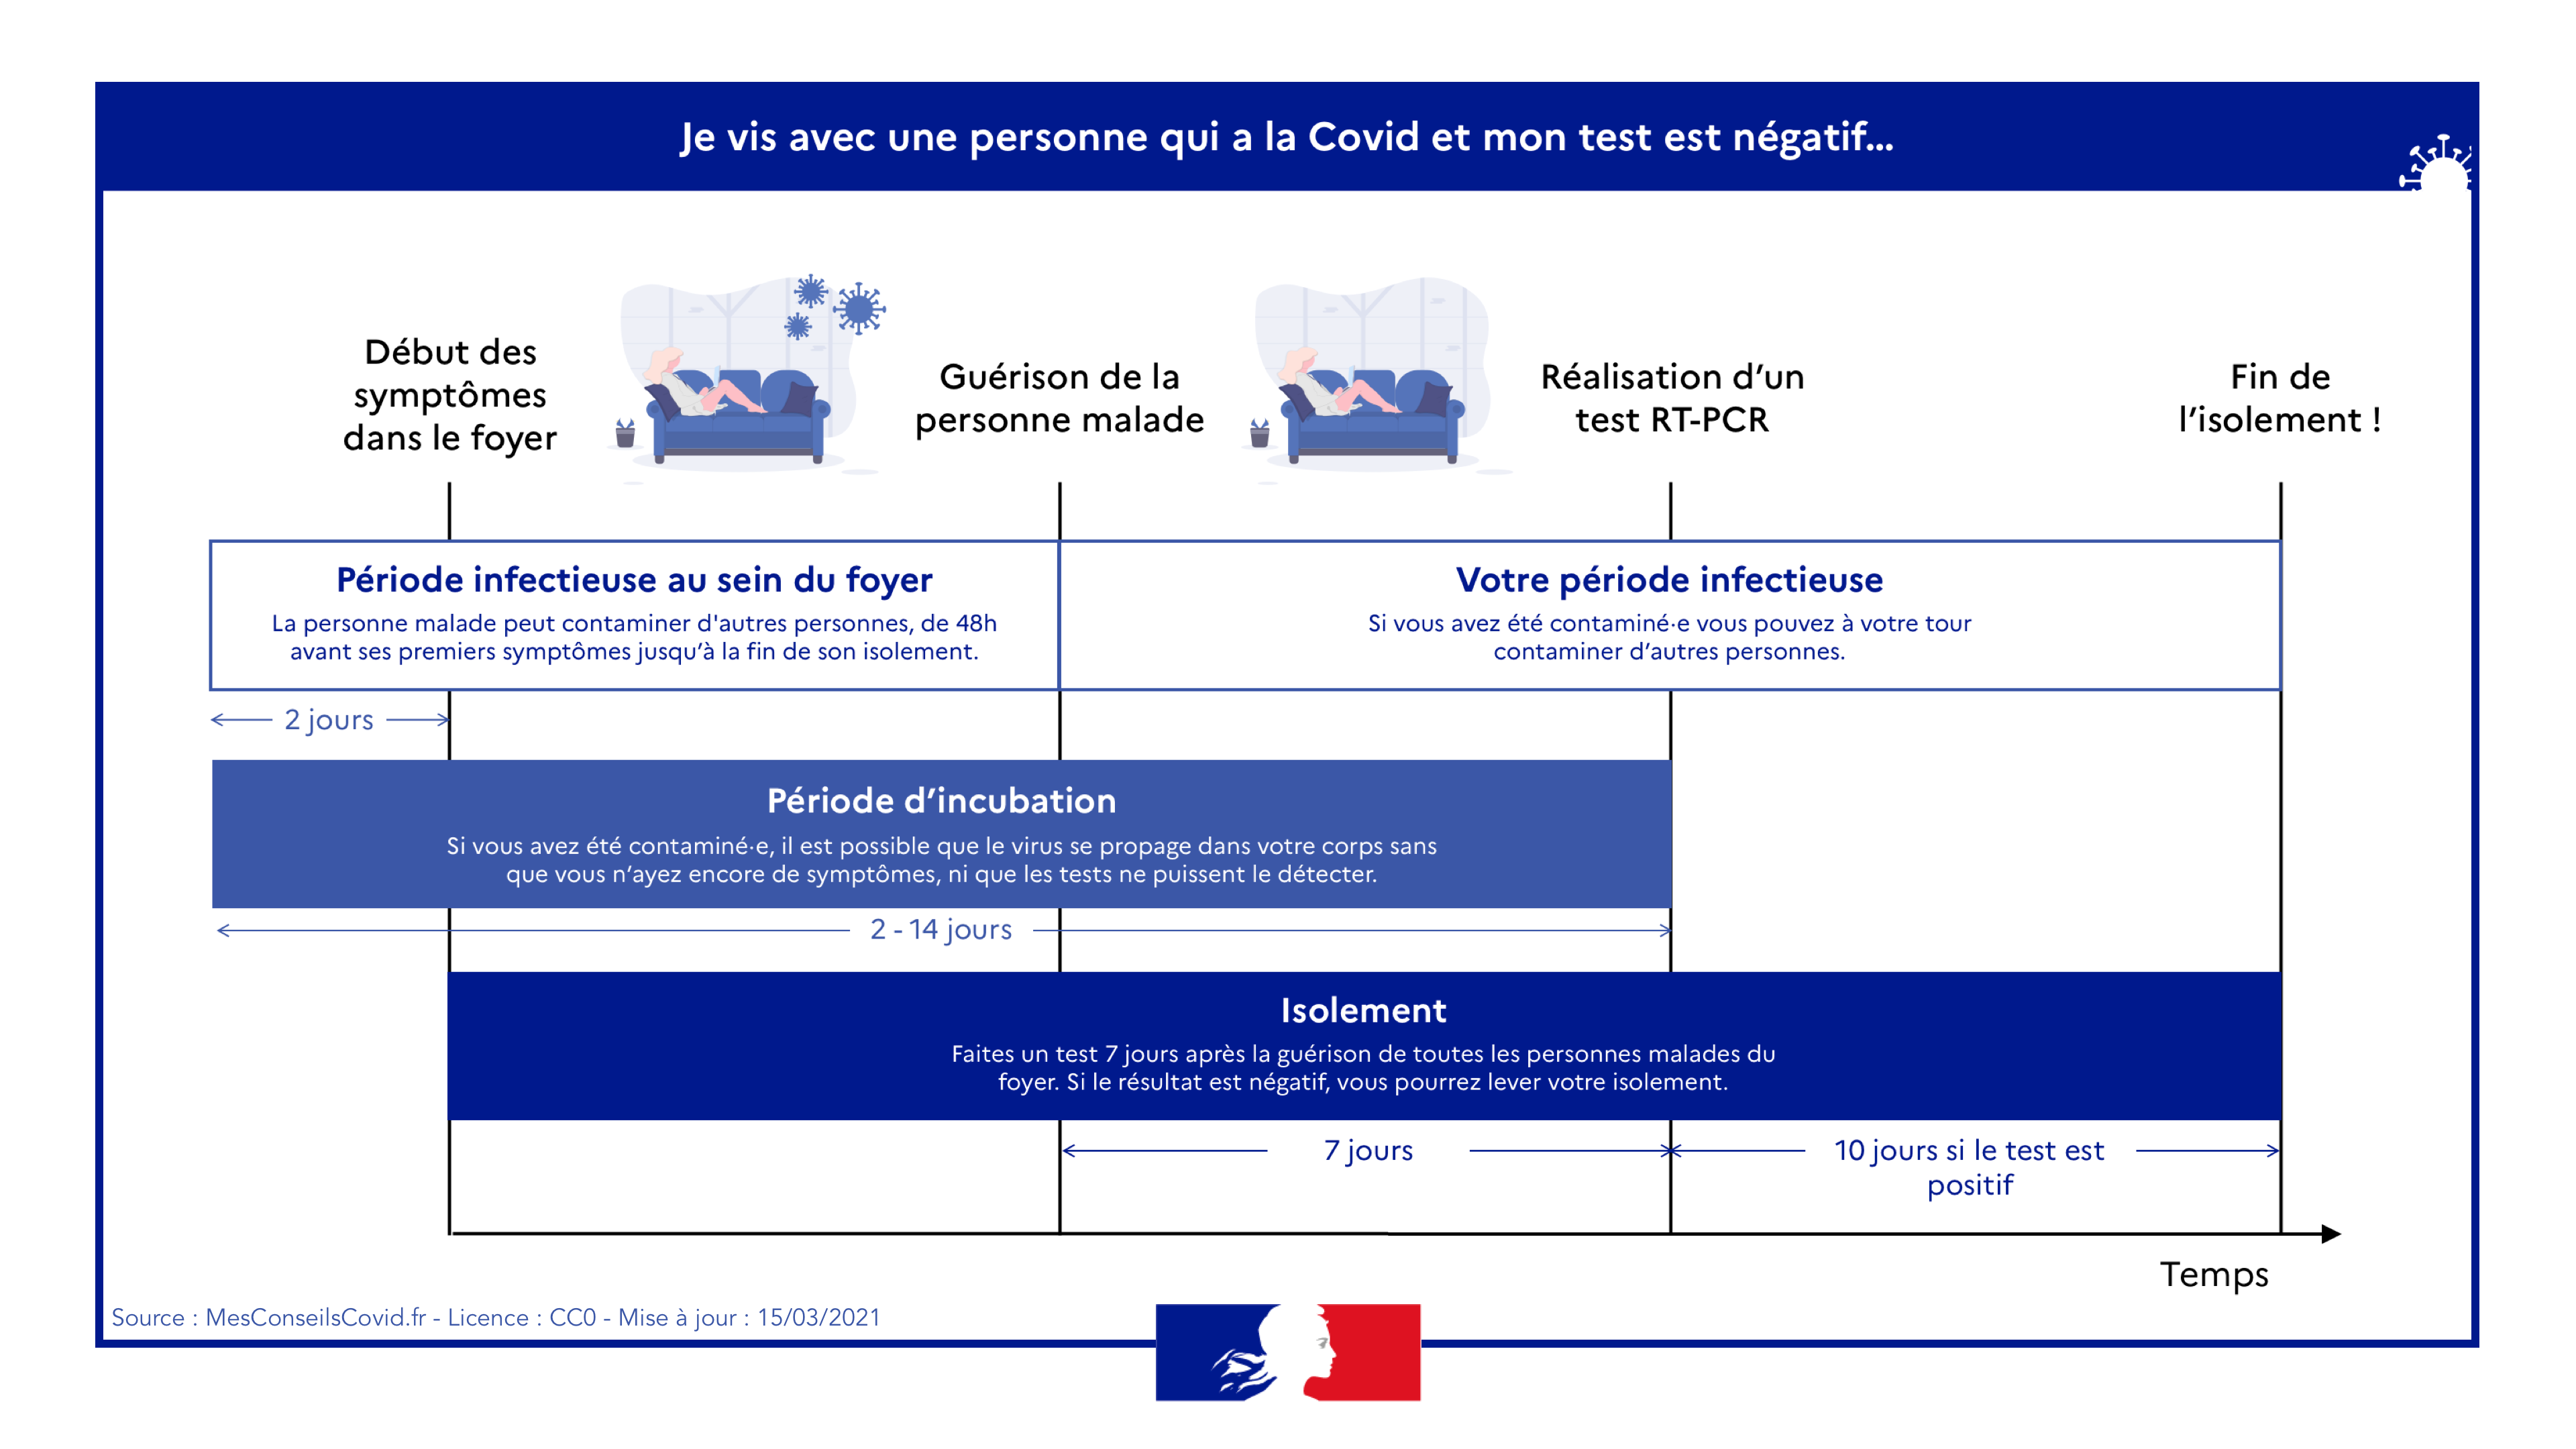 Je vis avec une personne qui a la Covid et mon test est négatif...
Début des
symptômes
dans le foyer
Guérison de la
personne malade
Réalisation d’un
test RT-PCR
Fin de
l’isolement !
Période infectieuse au sein du foyer
La personne malade peut contaminer d'autres personnes, de 48h
avant ses premiers symptômes jusqu’à la fin de son isolement.
Votre période infectieuse
Si vous avez été contaminé·e vous pouvez à votre tour
contaminer d’autres personnes.
2 jours
Période d’incubation
Si vous avez été contaminé·e, il est possible que le virus se propage dans votre corps sans
que vous n’ayez encore de symptômes, ni que les tests ne puissent le détecter.
2 - 14 jours
Isolement
Faites un test 7 jours après la guérison de toutes les personnes malades du
foyer. Si le résultat est négatif, vous pourrez lever votre isolement.
7 jours
10 jours si le test est
positif
Temps
Source : MesConseilsCovid.fr - Licence : CC0 - Mise à jour : 15/03/2021